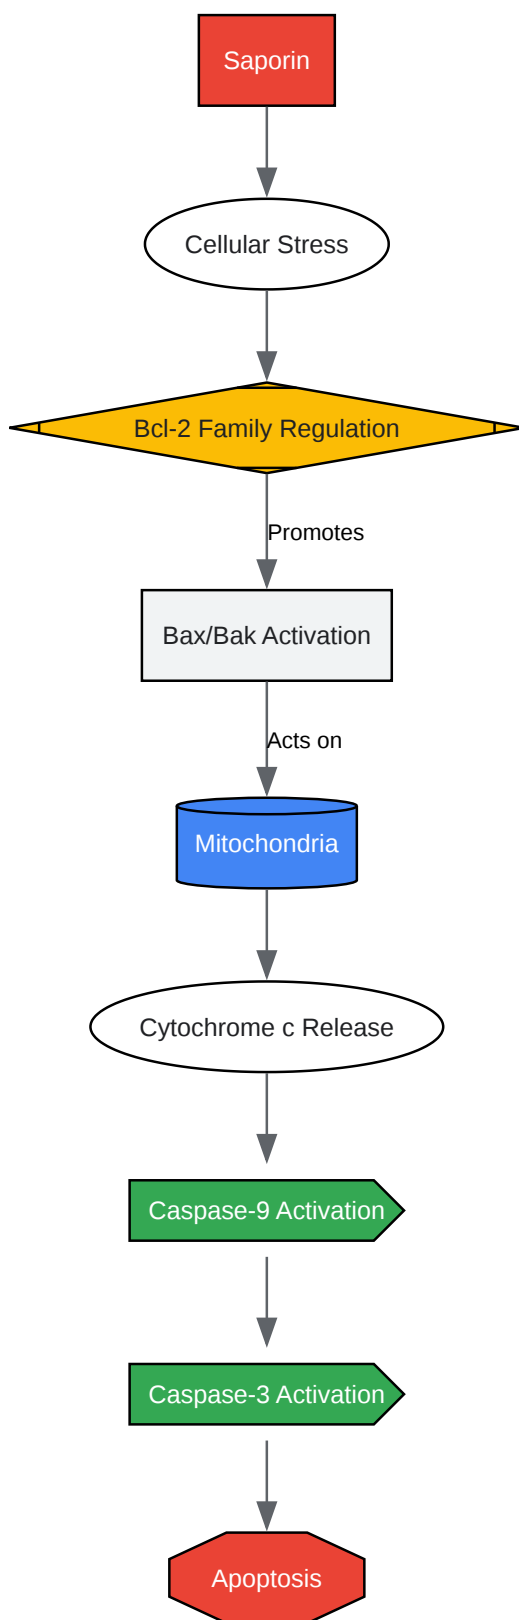 Saporin
Cellular Stress
Bcl-2 Family Regulation
Promotes
Bax/Bak Activation
Acts on
Mitochondria
Cytochrome c Release
Caspase-9 Activation
Caspase-3 Activation
Apoptosis